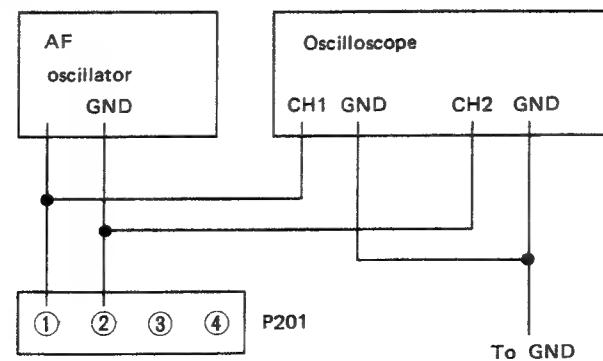 AF
oscillator
GND
Oscilloscope
CH1 GND CH2 GND
① ② ③ ④ P201
To GND